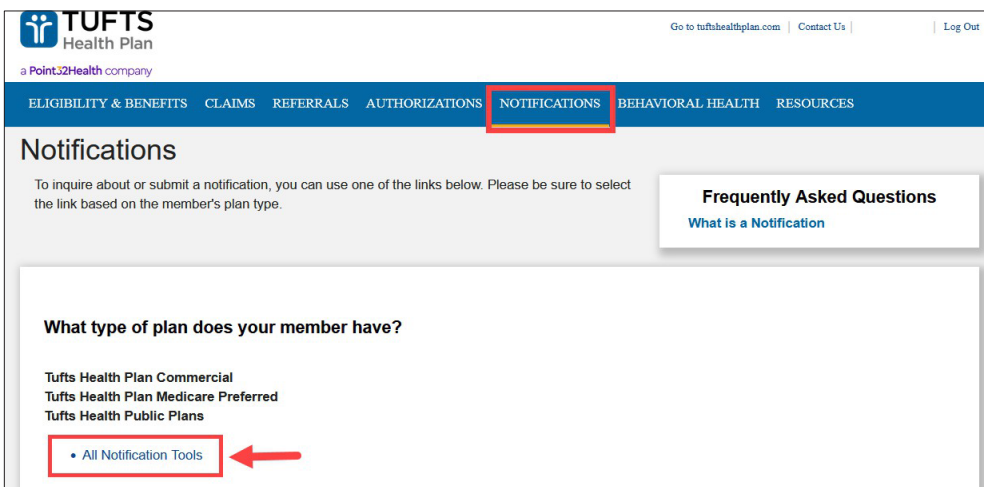 TUFTS
Health Plan
a Point32Health company
Go to tuftshealthplan.com | Contact Us | | Log Out
ELIGIBILITY & BENEFITS CLAIMS REFERRALS AUTHORIZATIONS NOTIFICATIONS BEHAVIORAL HEALTH RESOURCES
Notifications
To inquire about or submit a notification, you can use one of the links below. Please be sure to select
the link based on the member's plan type.
Frequently Asked Questions
What is a Notification
What type of plan does your member have?
Tufts Health Plan Commercial
Tufts Health Plan Medicare Preferred
Tufts Health Public Plans
• All Notification Tools